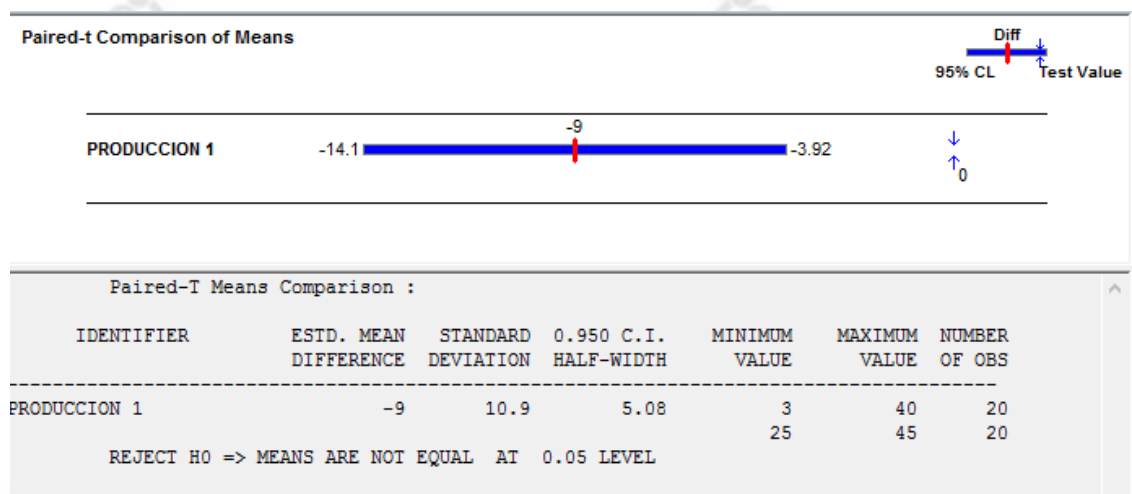 Paired-t Comparison of Means
Diff
95% CL Test Value
-9
PRODUCCION 1 -14.1 -3.92
0
Paired-T Means Comparison :
IDENTIFIER ESTD. MEAN STANDARD 0.950 C.I. MINIMUM MAXIMUM NUMBER
DIFFERENCE DEVIATION HALF-WIDTH VALUE VALUE OF OBS
--------------------------------------------------------------------------------
PRODUCCION 1 -9 10.9 5.08 3 40 20
25 45 20
REJECT H0 => MEANS ARE NOT EQUAL AT 0.05 LEVEL